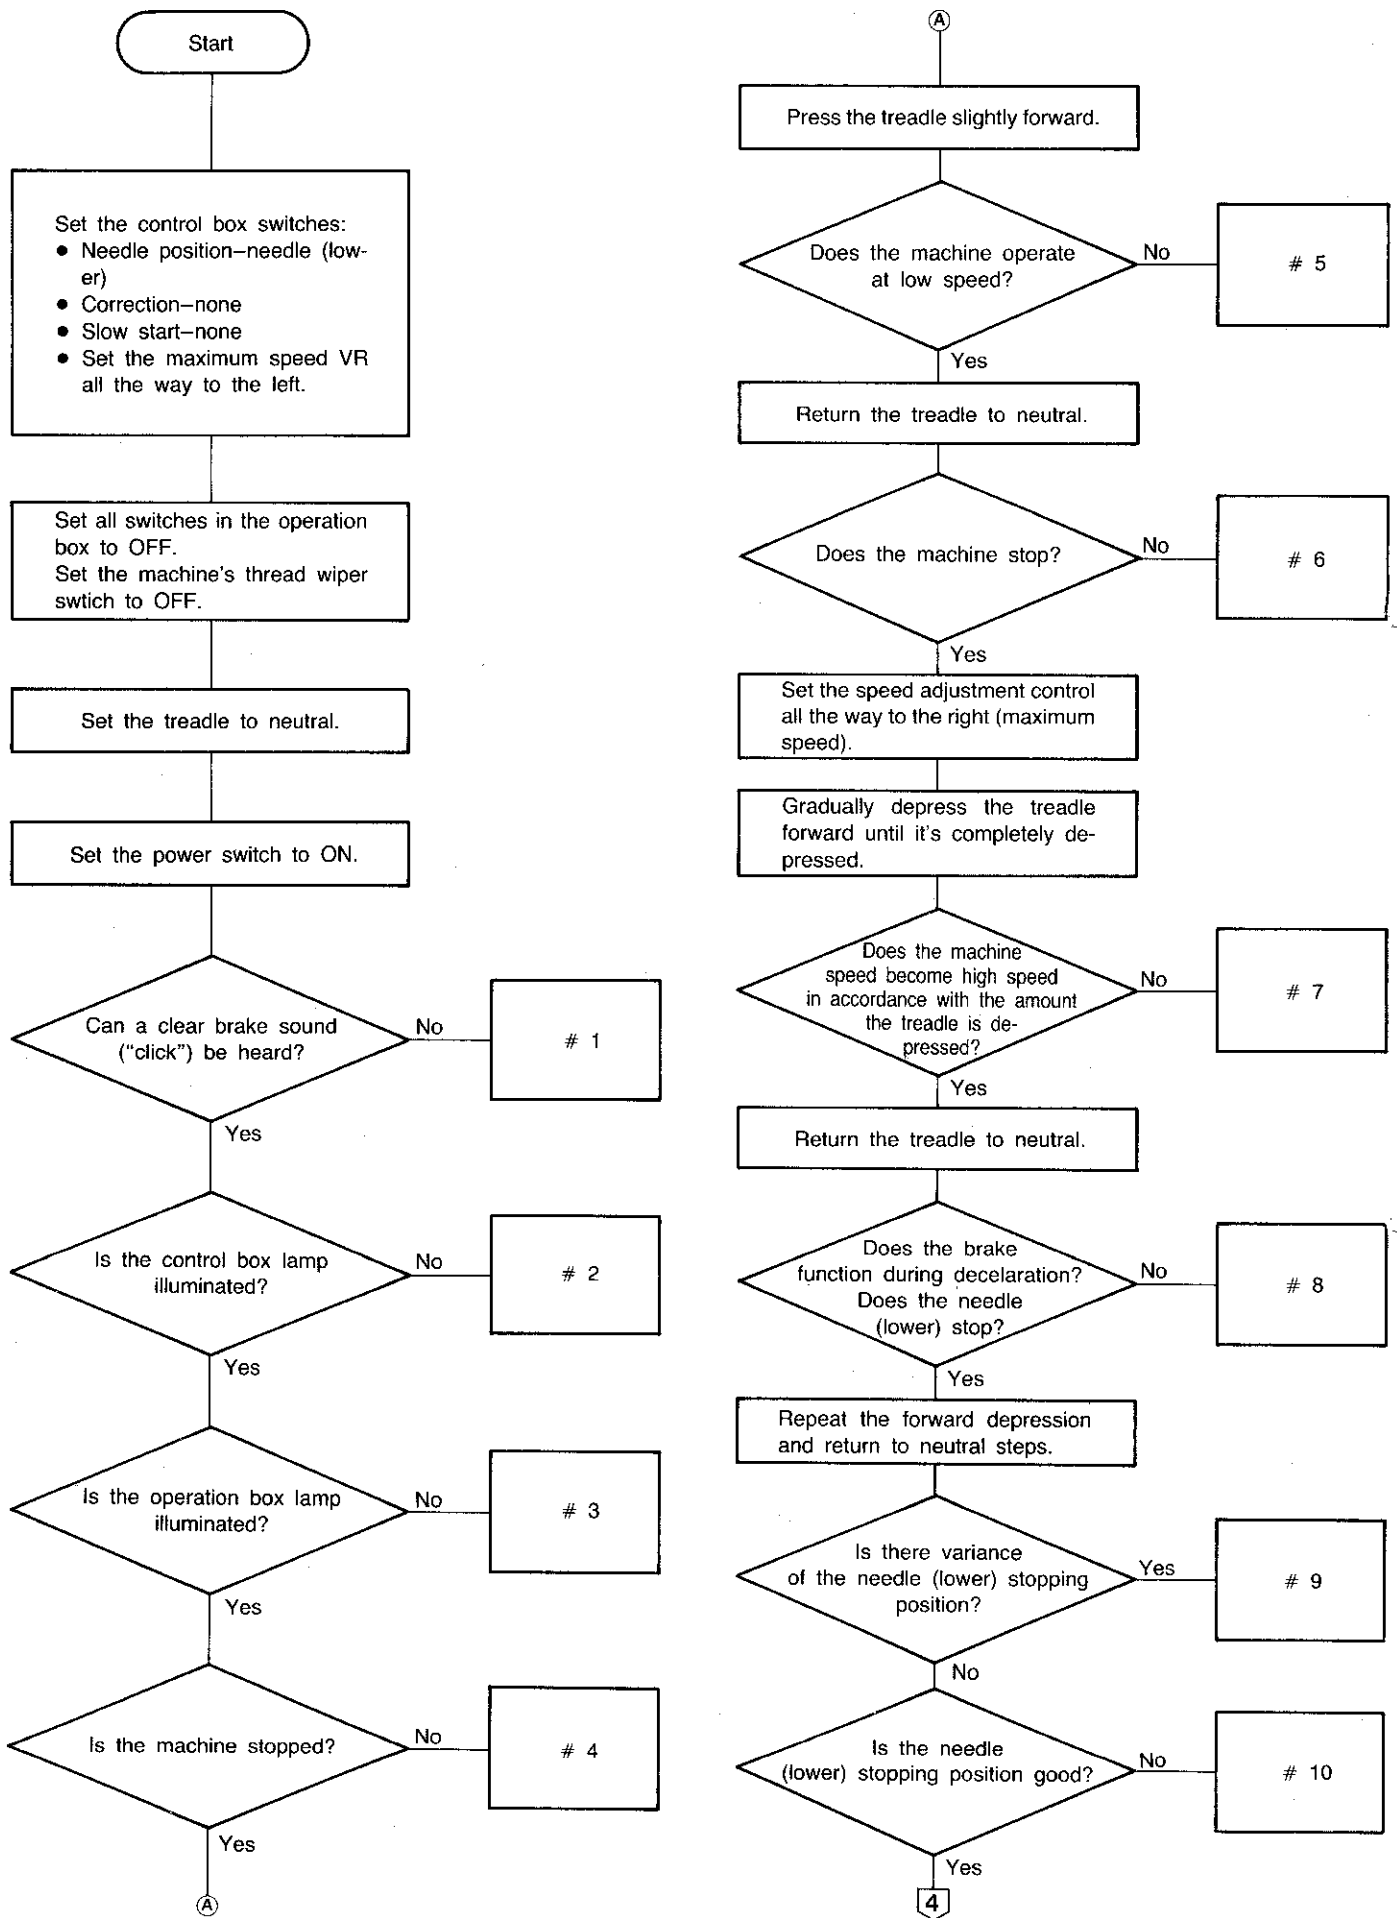 Start
Set the control box switches:
● Needle position–needle (low-
er)
● Correction–none
● Slow start–none
● Set the maximum speed VR
all the way to the left.
Set all switches in the operation
box to OFF.
Set the machine's thread wiper
swtich to OFF.
Set the treadle to neutral.
Set the power switch to ON.
Can a clear brake sound
("click") be heard?
No
# 1
Yes
Is the control box lamp
illuminated?
No
# 2
Yes
Is the operation box lamp
illuminated?
No
# 3
Yes
Is the machine stopped?
No
# 4
Yes
A
A
Press the treadle slightly forward.
Does the machine operate
at low speed?
No
# 5
Yes
Return the treadle to neutral.
Does the machine stop?
No
# 6
Yes
Set the speed adjustment control
all the way to the right (maximum
speed).
Gradually depress the treadle
forward until it's completely de-
pressed.
Does the machine
speed become high speed
in accordance with the amount
the treadle is de-
pressed?
No
# 7
Yes
Return the treadle to neutral.
Does the brake
function during decelaration?
Does the needle
(lower) stop?
No
# 8
Yes
Repeat the forward depression
and return to neutral steps.
Is there variance
of the needle (lower) stopping
position?
Yes
# 9
No
Is the needle
(lower) stopping position good?
No
# 10
Yes
4